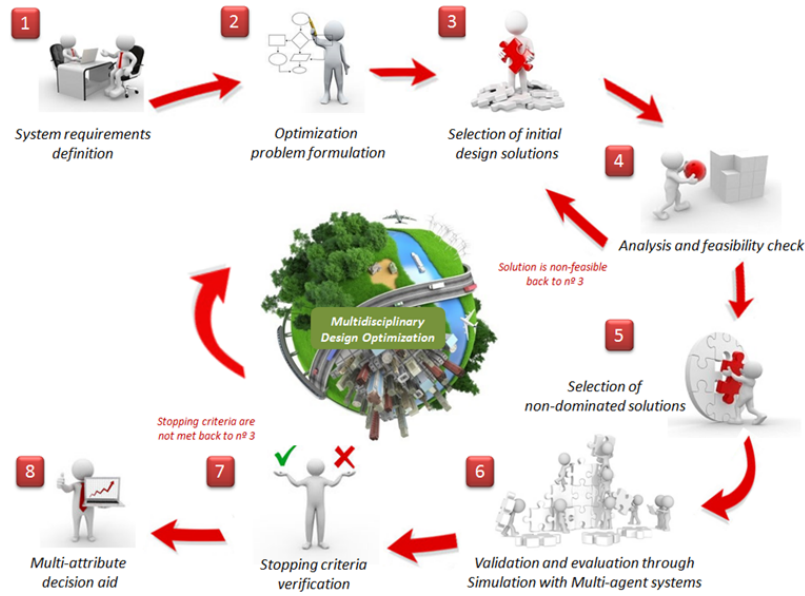 1
System requirements
definition
2
Optimization
problem formulation
3
Selection of initial
design solutions
4
Analysis and feasibility check
Solution is non-feasible
back to nº 3
Multidisciplinary
Design Optimization
5
Selection of
non-dominated solutions
Stopping criteria are
not met back to nº 3
8
Multi-attribute
decision aid
7
Stopping criteria
verification
6
Validation and evaluation through
Simulation with Multi-agent systems